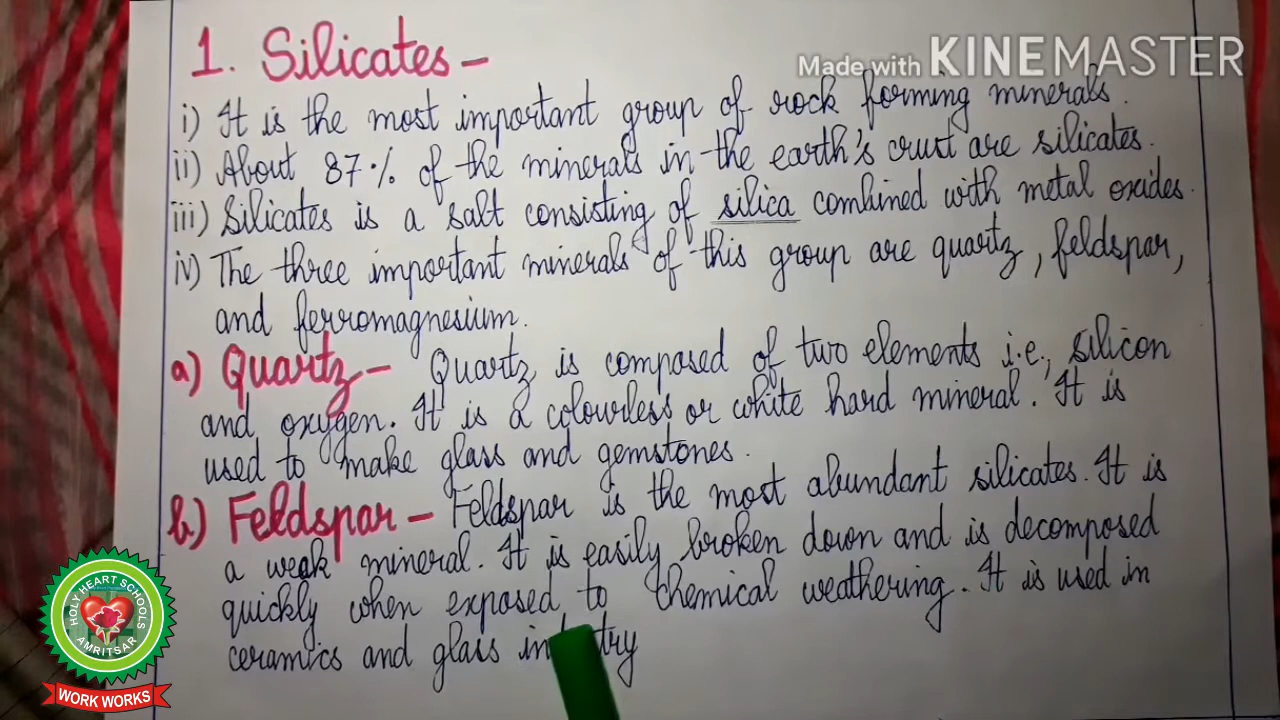 Made with KINEMASTER
1. Silicates -
i) It is the most important group of rock forming minerals.
ii) About 87% of the minerals in the earth's crust are silicates.
iii) Silicates is a salt consisting of silica combined with metal oxides.
iv) The three important minerals of this group are quartz, feldspar,
and ferromagnesium.
a) Quartz - Quartz is composed of two elements i.e., silicon
and oxygen. It is a colourless or white hard mineral. It is
used to make glass and gemstones.
b) Feldspar - Feldspar is the most abundant silicates. It is
a weak mineral. It is easily broken down and is decomposed
quickly when exposed to chemical weathering. It is used in
ceramics and glass
HOLY HEART SCHOOLS
AMRITSAR
WORK WORKS